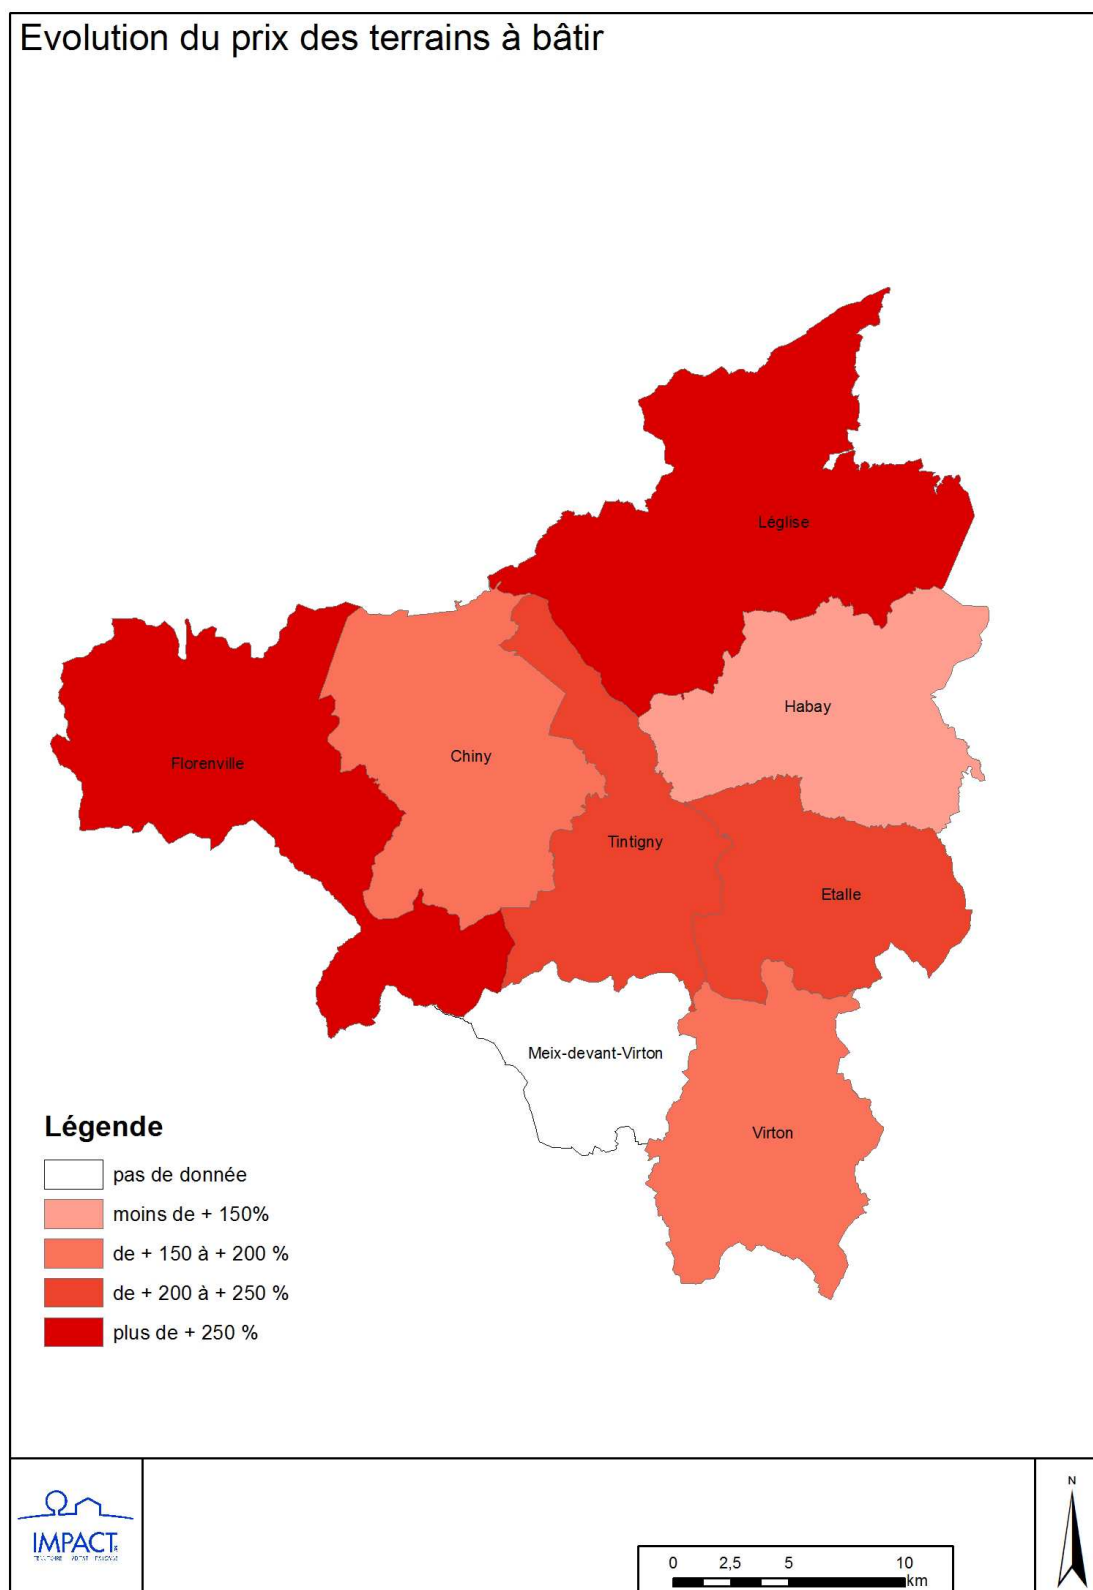 Evolution du prix des terrains à bâtir
Léglise
Habay
Florenville
Chiny
Tintigny
Etalle
Meix-devant-Virton
Virton
Légende
pas de donnée
moins de + 150%
de + 150 à + 200 %
de + 200 à + 250 %
plus de + 250 %
IMPACT
N
0 2,5 5 10
km